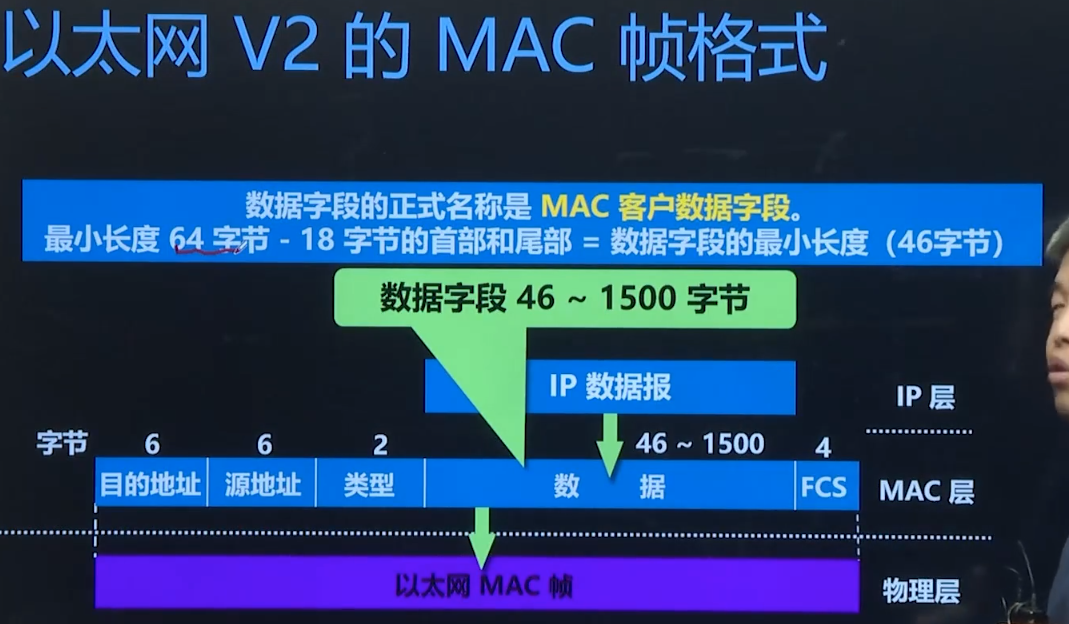 以太网 V2 的 MAC 帧格式
数据字段的正式名称是 MAC 客户数据字段。
最小长度 64 字节 - 18 字节的首部和尾部 = 数据字段的最小长度（46字节）
数据字段 46 ~ 1500 字节
IP 数据报
IP 层
字节 6 6 2 46 ~ 1500 4
目的地址 源地址 类型 数 据 FCS
MAC 层
以太网 MAC 帧
物理层